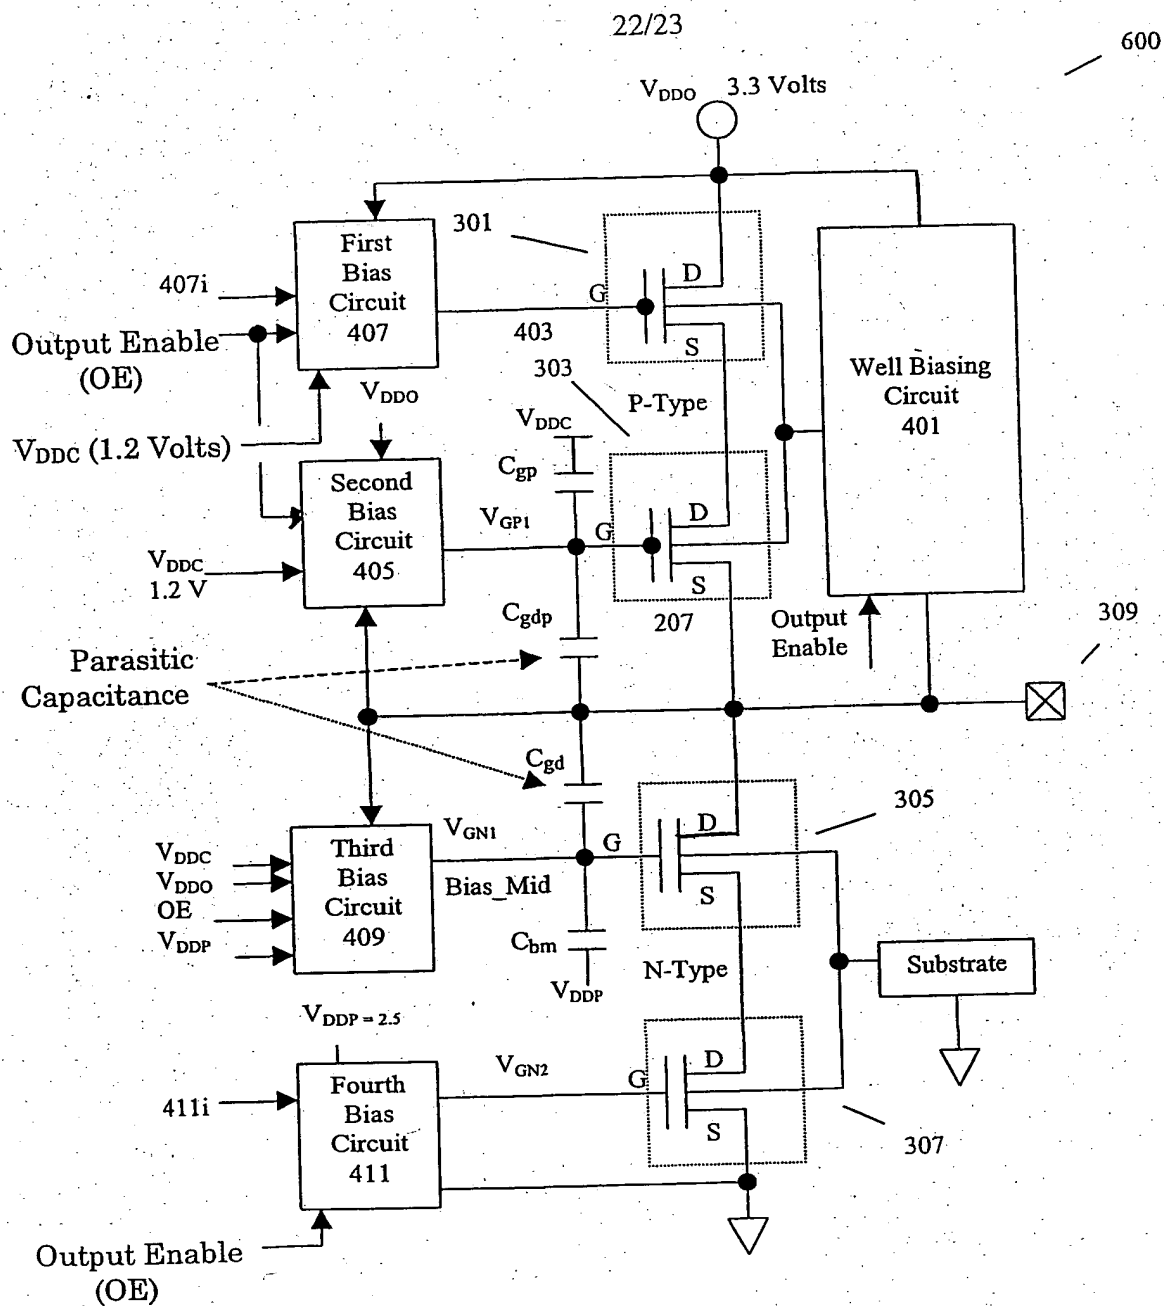 22/23
600
VDDO 3.3 Volts
301
First
Bias
Circuit
407
407i
Output Enable
(OE)
G
D
S
403
303
VDDO
VDDC (1.2 Volts)
P-Type
Well Biasing
Circuit
401
VDDC
Cgp
Second
Bias
Circuit
405
VGP1
G
D
S
VDDC
1.2 V
Cgdp
207
Output
Enable
309
Parasitic
Capacitance
Cgd
305
VGN1
G
D
S
Third
Bias
Circuit
409
VDDC
VDDO
OE
VDDP
Bias_Mid
Cbm
VDDP
N-Type
Substrate
VDDP = 2.5
VGN2
G
D
S
Fourth
Bias
Circuit
411
411i
307
Output Enable
(OE)